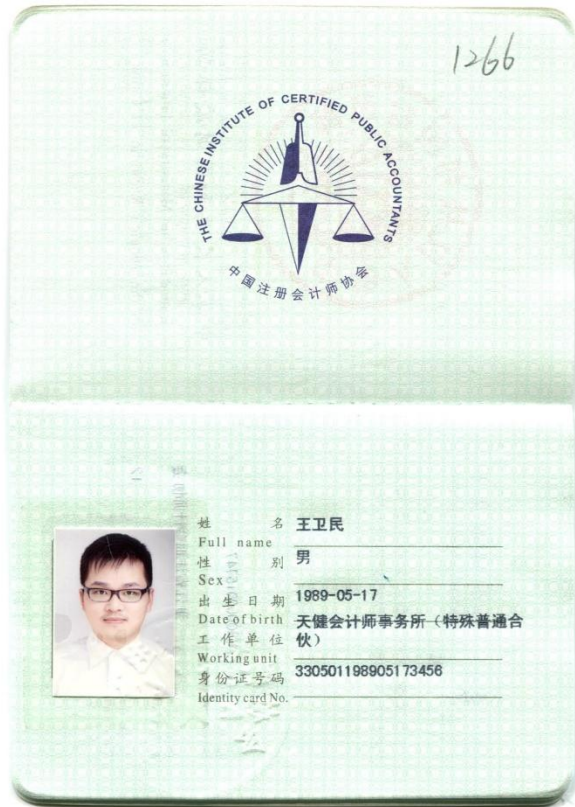 1266
THE CHINESE INSTITUTE OF CERTIFIED PUBLIC ACCOUNTANTS
中国注册会计师协会
姓 名 王卫民
Full name
性 别 男
Sex
出生日期 1989-05-17
Date of birth
工作单位 天健会计师事务所（特殊普通合
伙）
Working unit
身份证号码 330501198905173456
Identity card No.